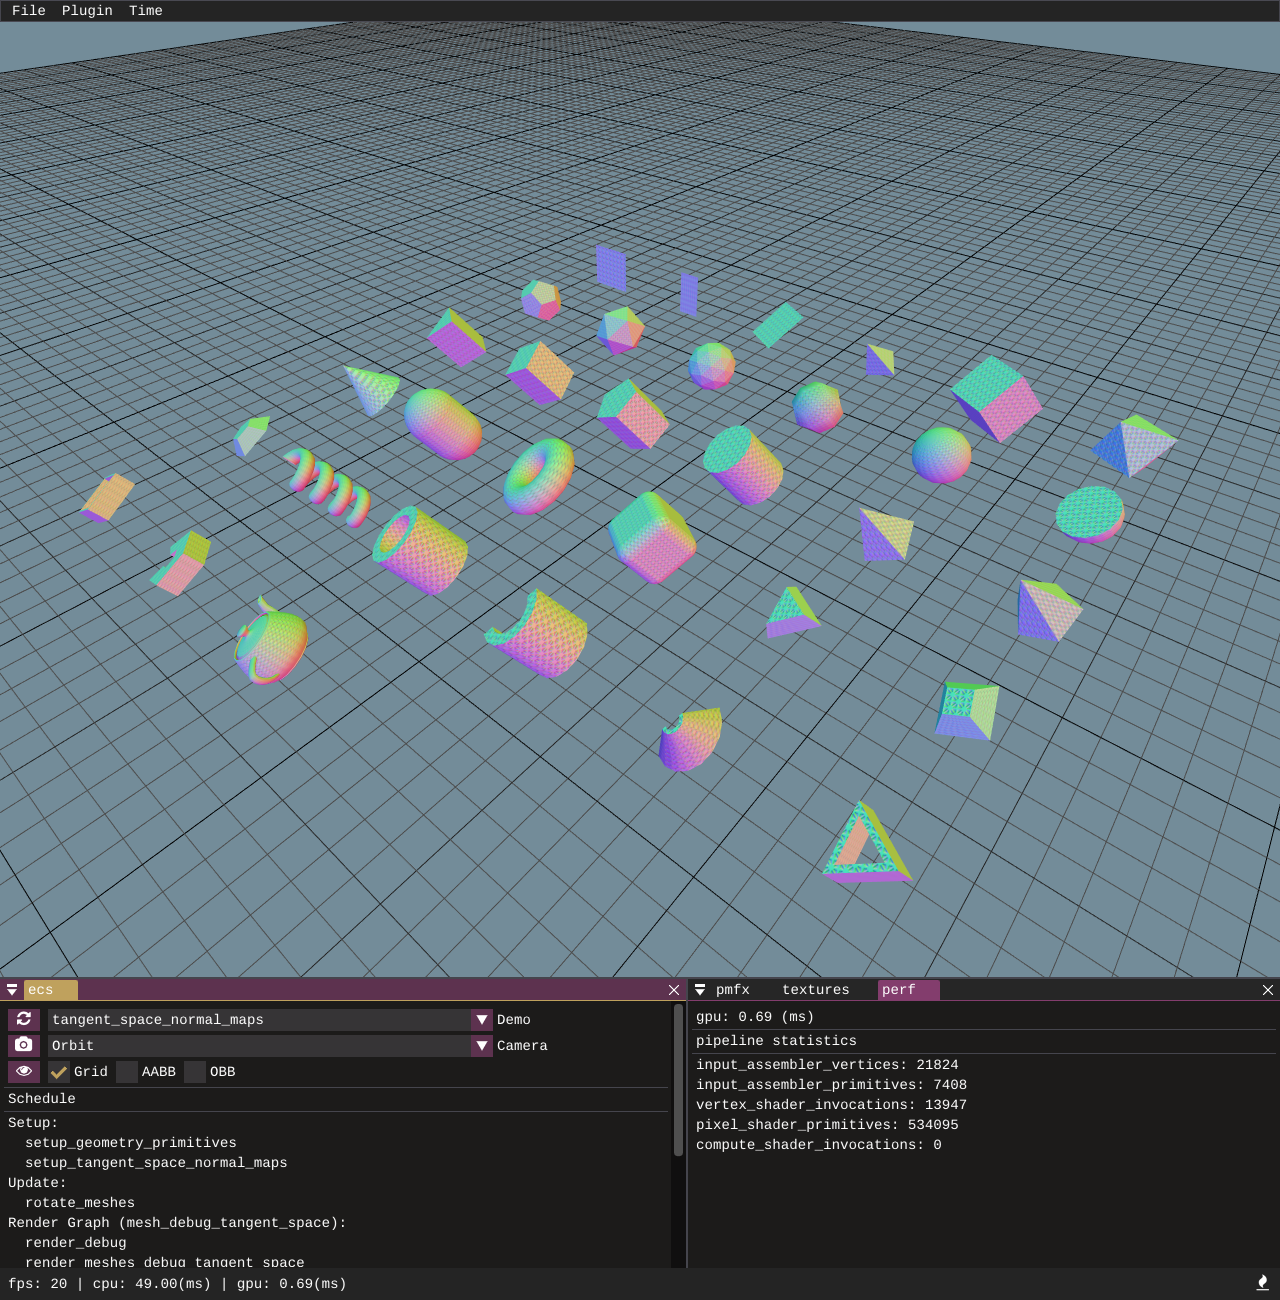 File Plugin Time
ecs
tangent_space_normal_maps Demo
Orbit Camera
Grid AABB OBB
Schedule
Setup:
setup_geometry_primitives
setup_tangent_space_normal_maps
Update:
rotate_meshes
Render Graph (mesh_debug_tangent_space):
render_debug
render_meshes_debug_tangent_space
pmfx textures perf
gpu: 0.69 (ms)
pipeline statistics
input_assembler_vertices: 21824
input_assembler_primitives: 7408
vertex_shader_invocations: 13947
pixel_shader_primitives: 534095
compute_shader_invocations: 0
fps: 20 | cpu: 49.00(ms) | gpu: 0.69(ms)